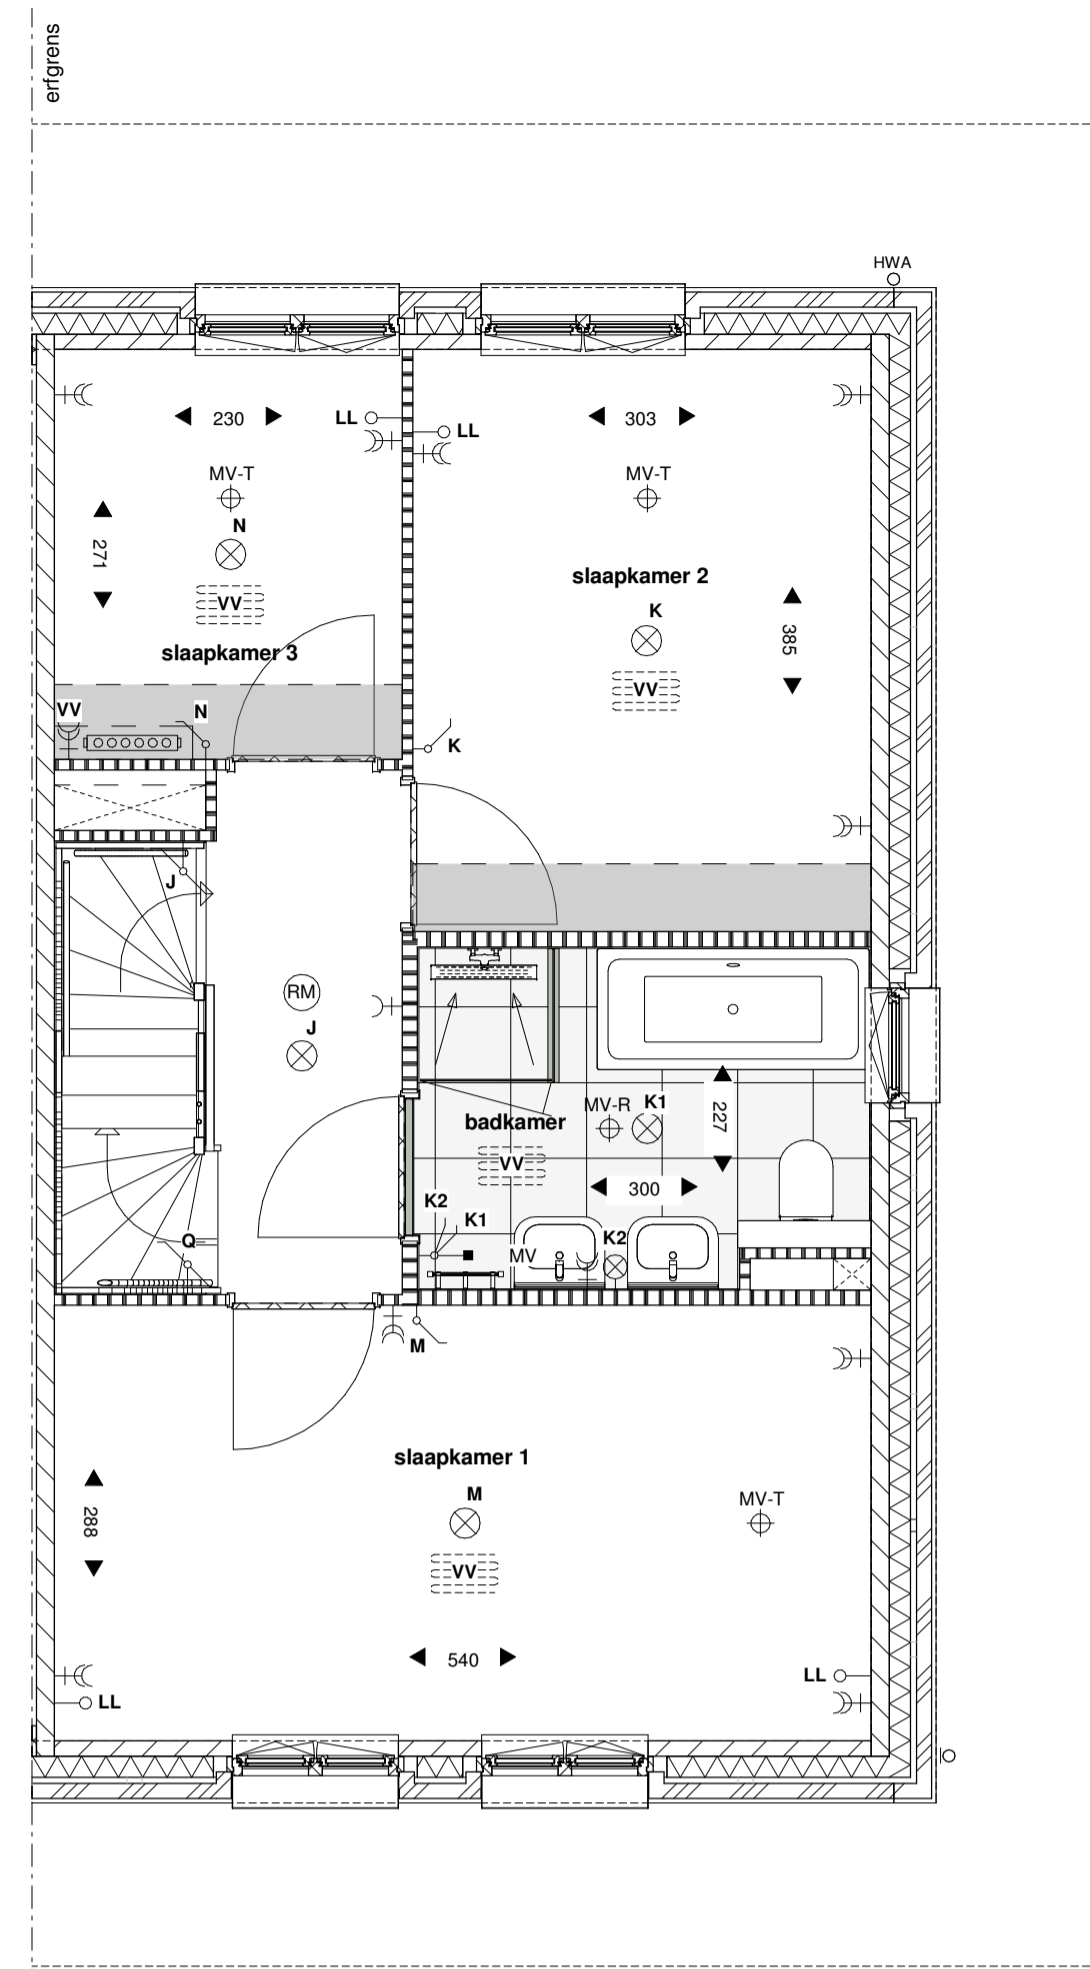 erfgrens
HWA
230
LL
303
LL
MV-T
MV-T
N
271
slaapkamer 2
VV
K
385
slaapkamer 3
VV
VV
N
K
J
RM
J
badkamer
MV-R
K1
227
VV
300
K2
K1
Q
MV
K2
M
slaapkamer 1
M
MV-T
288
VV
540
LL
LL